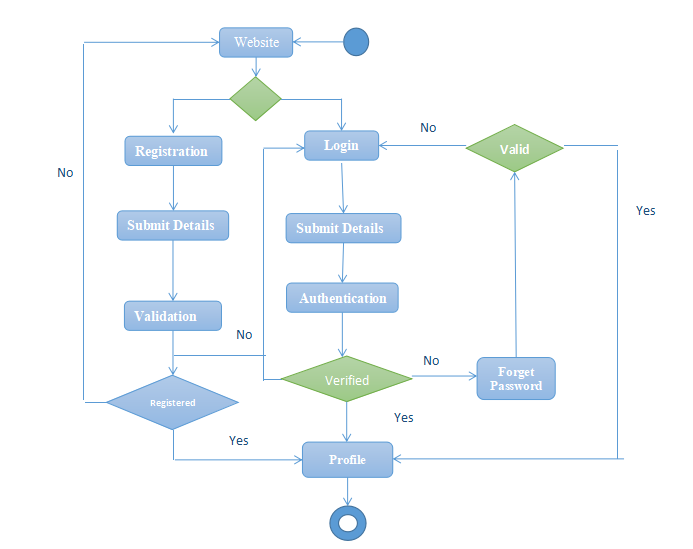 Website
No
Login
Valid
Registration
No
Yes
Submit Details
Submit Details
Authentication
Validation
No
No
Forget
Password
Verified
Registered
Yes
Yes
Profile